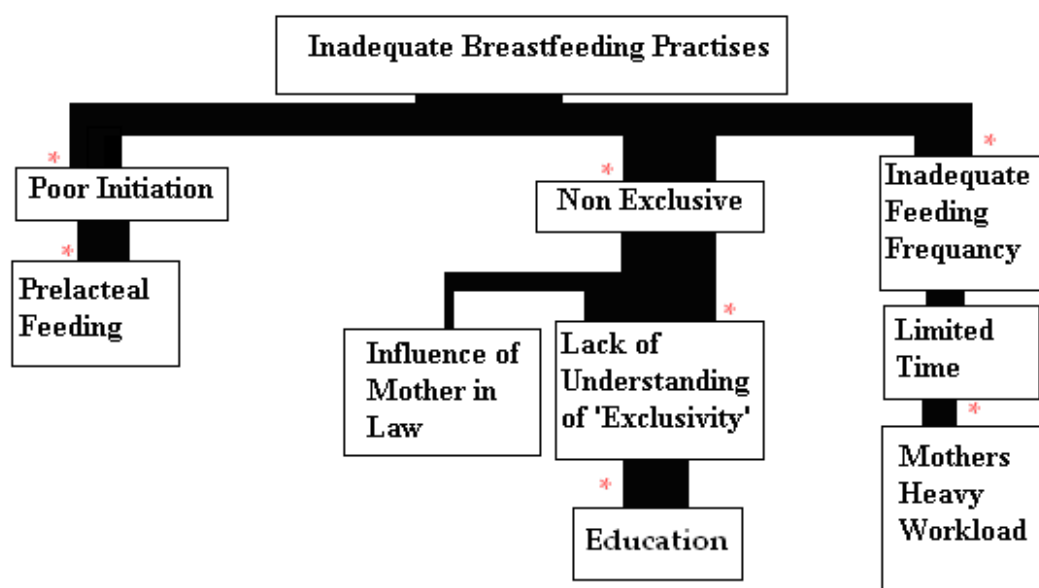 Inadequate Breastfeeding Practises
*
*
*
Poor Initiation
Non Exclusive
Inadequate
Feeding
Frequancy
*
Prelacteal
Feeding
*
Influence of
Mother in
Law
Lack of
Understanding
of 'Exclusivity'
Limited
Time
*
*
Education
Mothers
Heavy
Workload